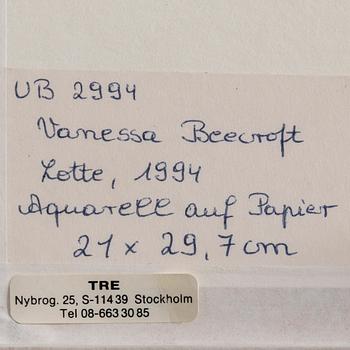 UB 2994
Vanessa Beecroft
Lotte, 1994
Aquarell auf Papier
21 x 29,7 cm
TRE
Nybrog. 25, S-114 39 Stockholm
Tel 08-663 30 85